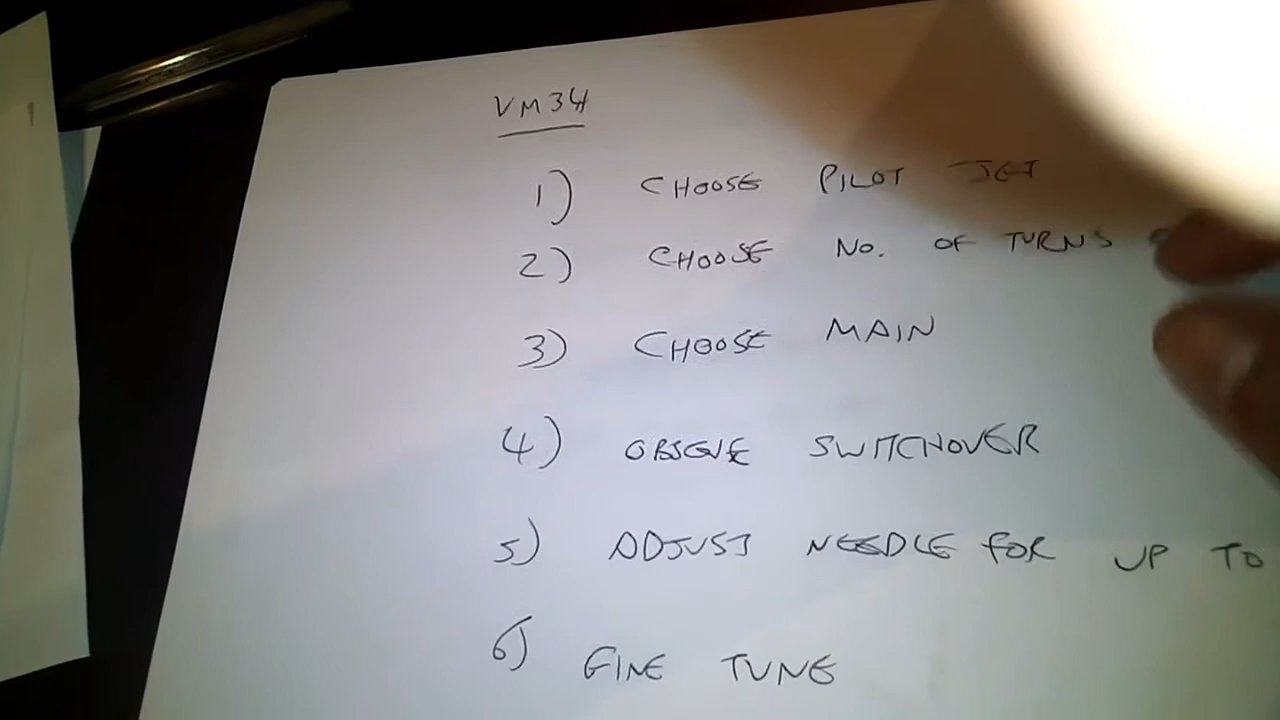 VM34
1) CHOOSE PILOT JET
2) CHOOSE No. OF TURNS
3) CHOOSE MAIN
4) OBSERVE SWITCHOVER
5) ADJUST NEEDLE FOR UP TO
6) FINE TUNE